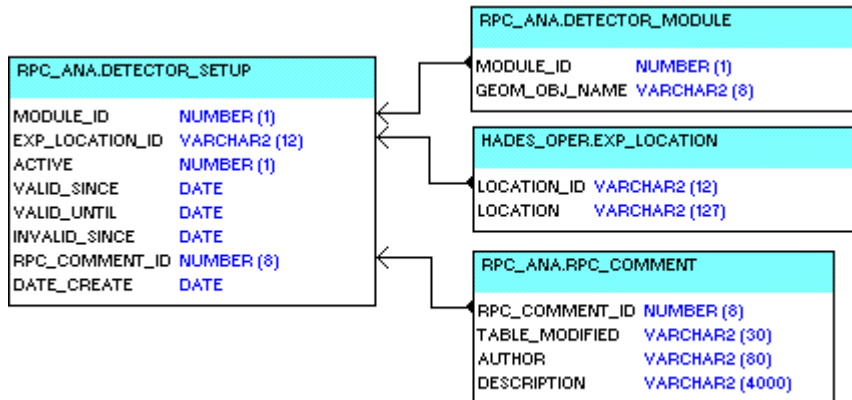 RPC_ANA.DETECTOR_SETUP
MODULE_ID NUMBER (1)
EXP_LOCATION_ID VARCHAR2 (12)
ACTIVE NUMBER (1)
VALID_SINCE DATE
VALID_UNTIL DATE
INVALID_SINCE DATE
RPC_COMMENT_ID NUMBER (8)
DATE_CREATE DATE
RPC_ANA.DETECTOR_MODULE
MODULE_ID NUMBER (1)
GEOM_OBJ_NAME VARCHAR2 (8)
HADES_OPER.EXP_LOCATION
LOCATION_ID VARCHAR2 (12)
LOCATION VARCHAR2 (127)
RPC_ANA.RPC_COMMENT
RPC_COMMENT_ID NUMBER (8)
TABLE_MODIFIED VARCHAR2 (30)
AUTHOR VARCHAR2 (80)
DESCRIPTION VARCHAR2 (4000)